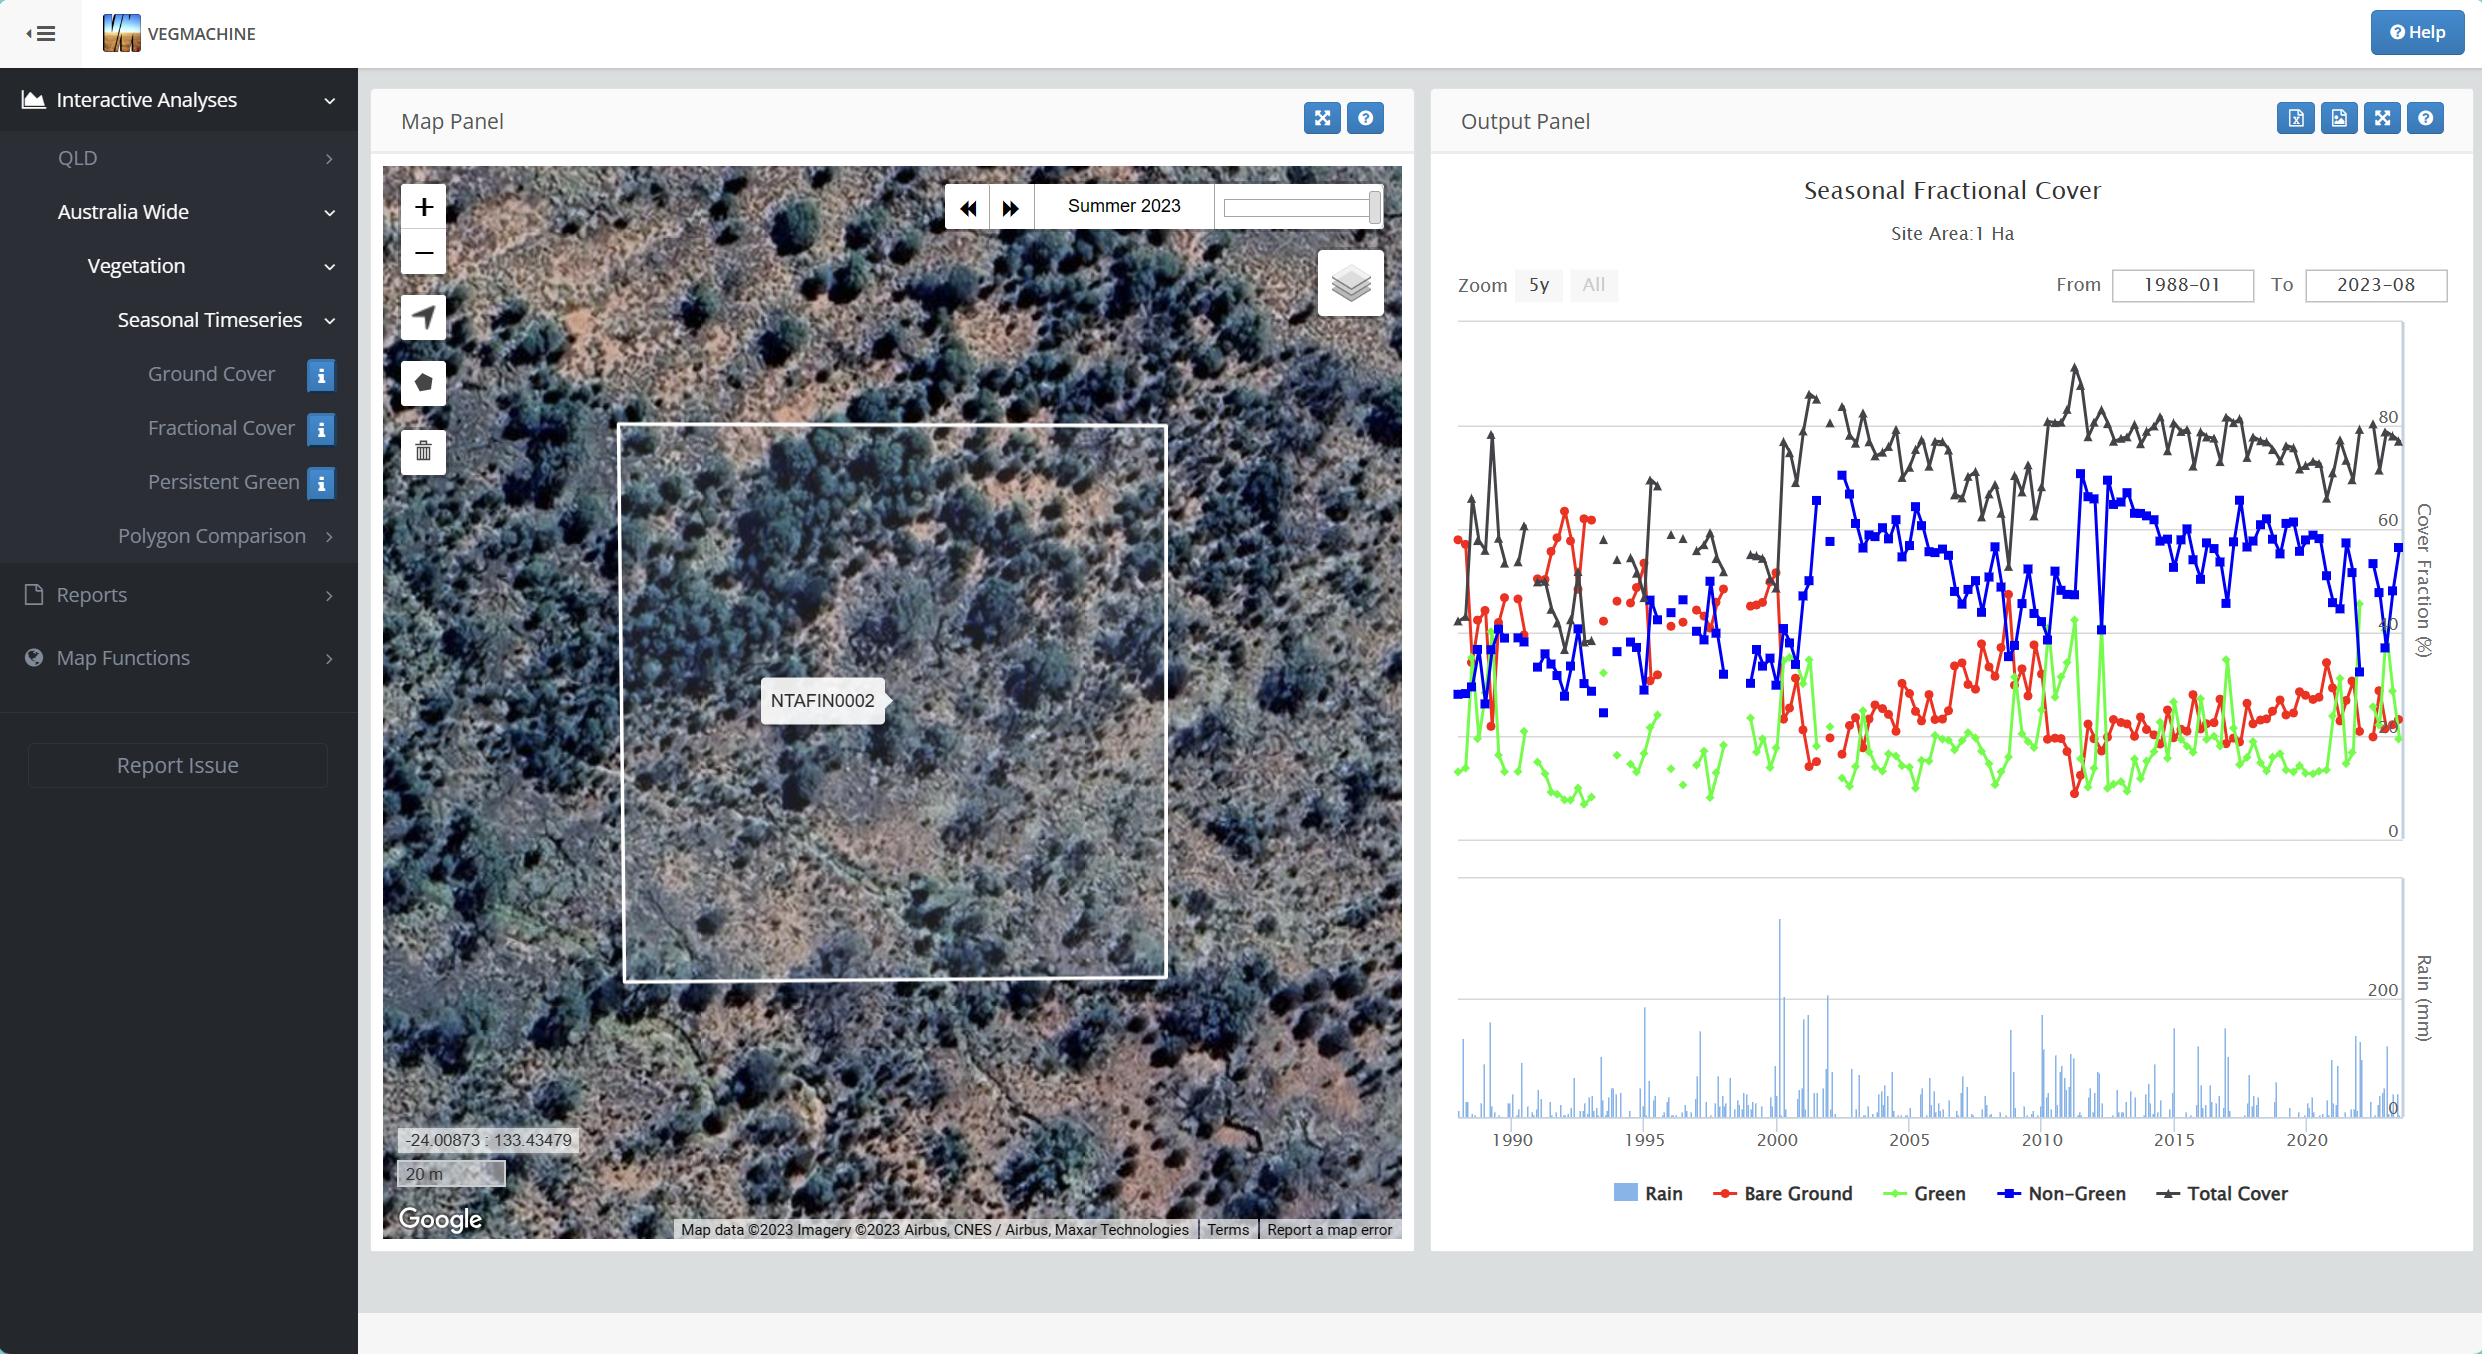 VEGMACHINE
Help
Interactive Analyses
QLD
Australia Wide
Vegetation
Seasonal Timeseries
Ground Cover
Fractional Cover
Persistent Green
Polygon Comparison
Reports
Map Functions
Report Issue
Map Panel
Summer 2023
NTAFIN0002
-24.00873 : 133.43479
20 m
Google
Map data ©2023 Imagery ©2023 Airbus, CNES / Airbus, Maxar Technologies
Terms
Report a map error
Output Panel
Seasonal Fractional Cover
Site Area:1 Ha
Zoom 5y All
From 1988-01 To 2023-08
80
60
40
20
0
Cover Fraction (%)
200
0
Rain (mm)
1990 1995 2000 2005 2010 2015 2020
Rain Bare Ground Green Non-Green Total Cover